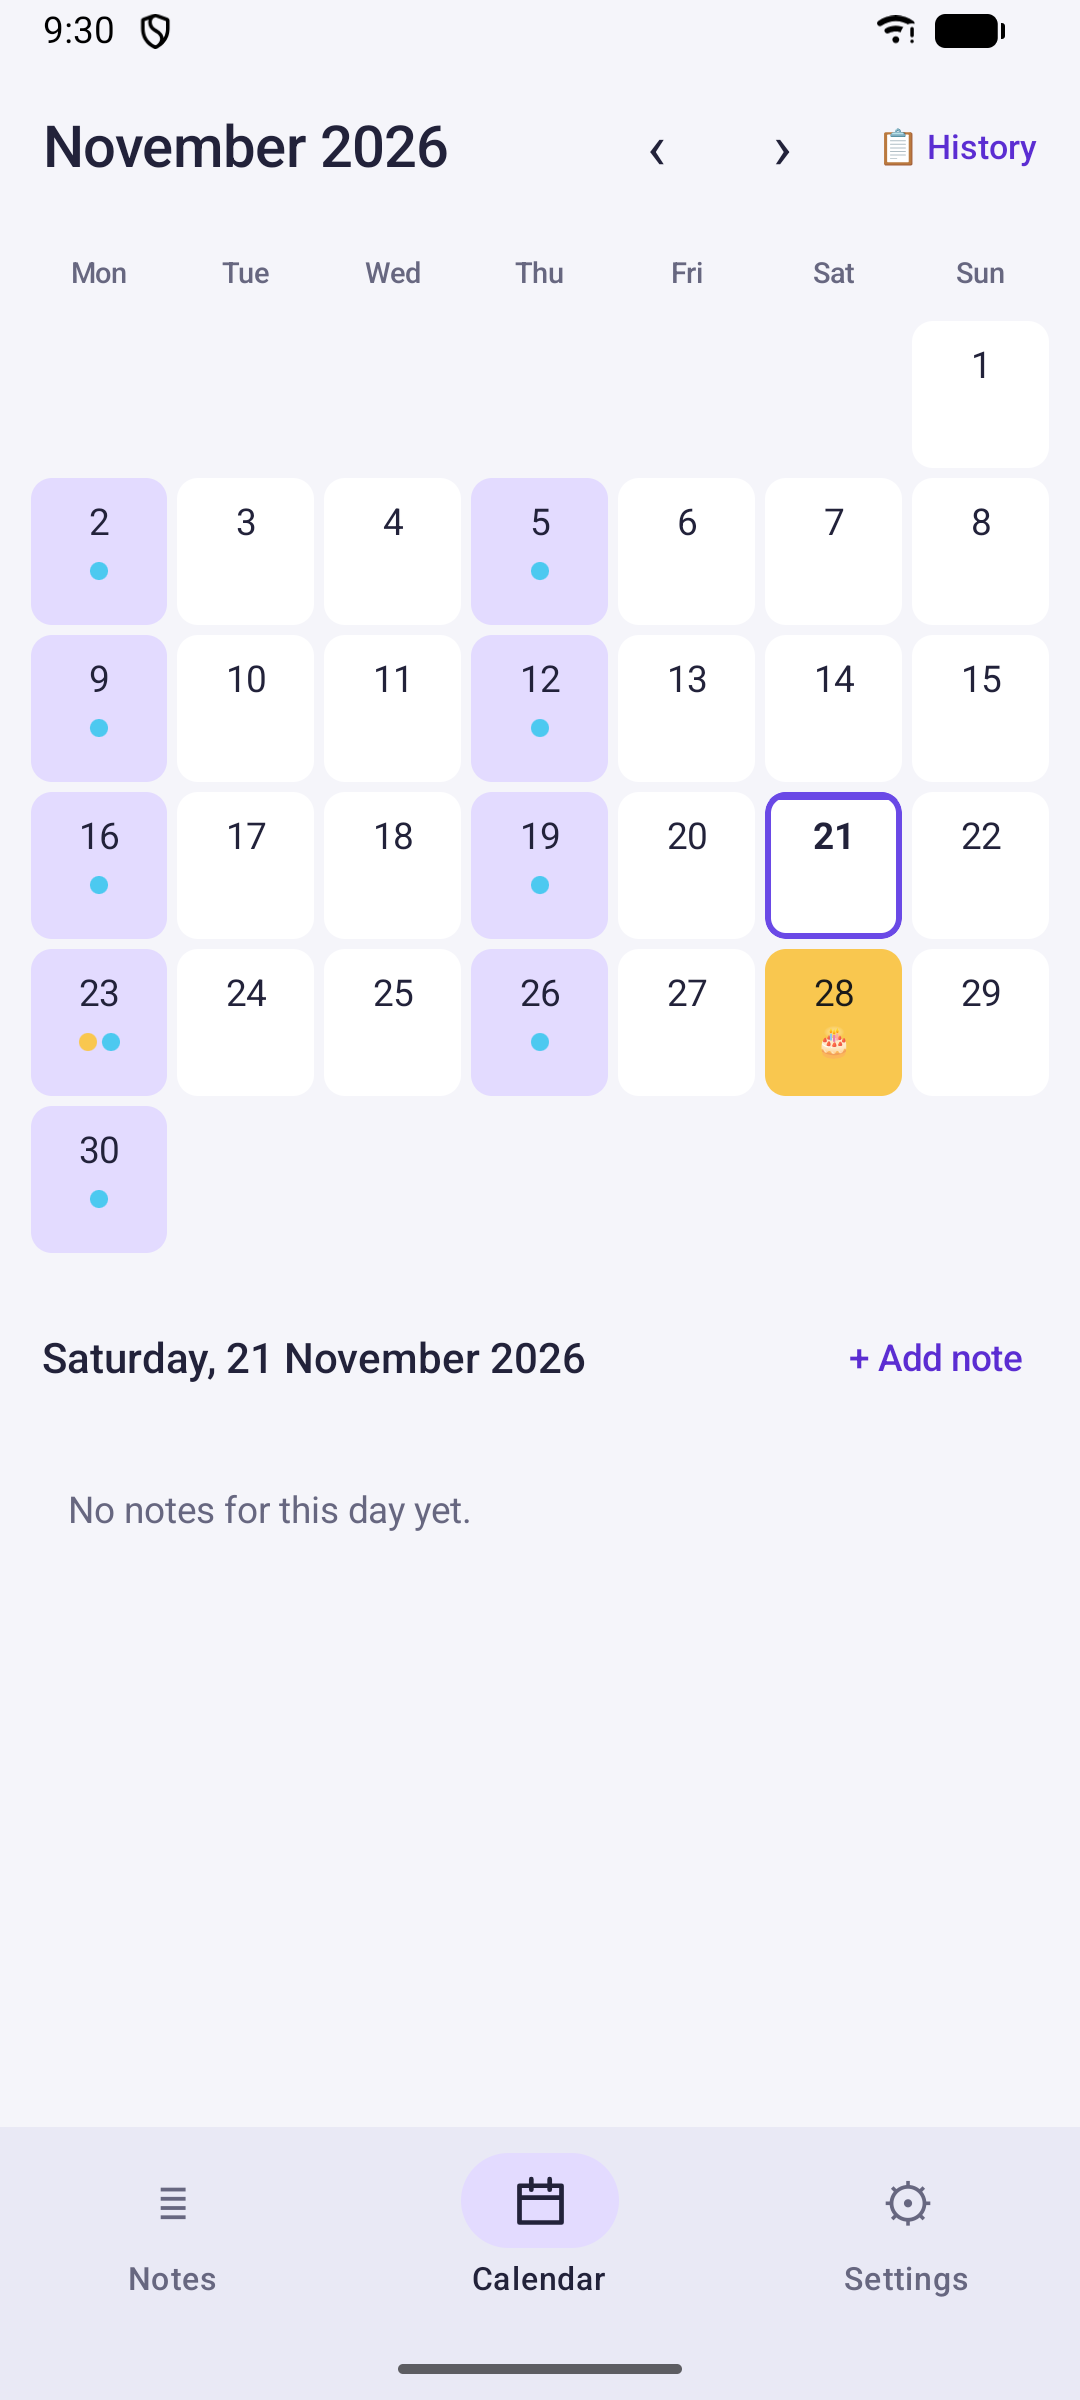 9:30
November 2026 ‹ › 📋 History
Mon Tue Wed Thu Fri Sat Sun
1
2 3 4 5 6 7 8
9 10 11 12 13 14 15
16 17 18 19 20 21 22
23 24 25 26 27 28 29
🎂
30
Saturday, 21 November 2026 + Add note
No notes for this day yet.
Notes Calendar Settings